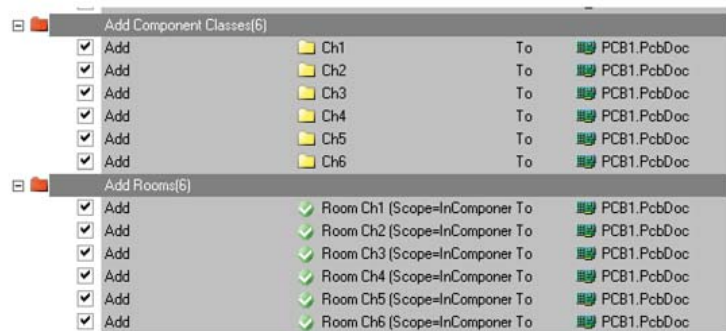 Add Component Classes(6)
Add Ch1 To PCB1.PcbDoc
Add Ch2 To PCB1.PcbDoc
Add Ch3 To PCB1.PcbDoc
Add Ch4 To PCB1.PcbDoc
Add Ch5 To PCB1.PcbDoc
Add Ch6 To PCB1.PcbDoc
Add Rooms(6)
Add Room Ch1 (Scope=InComponer To PCB1.PcbDoc
Add Room Ch2 (Scope=InComponer To PCB1.PcbDoc
Add Room Ch3 (Scope=InComponer To PCB1.PcbDoc
Add Room Ch4 (Scope=InComponer To PCB1.PcbDoc
Add Room Ch5 (Scope=InComponer To PCB1.PcbDoc
Add Room Ch6 (Scope=InComponer To PCB1.PcbDoc